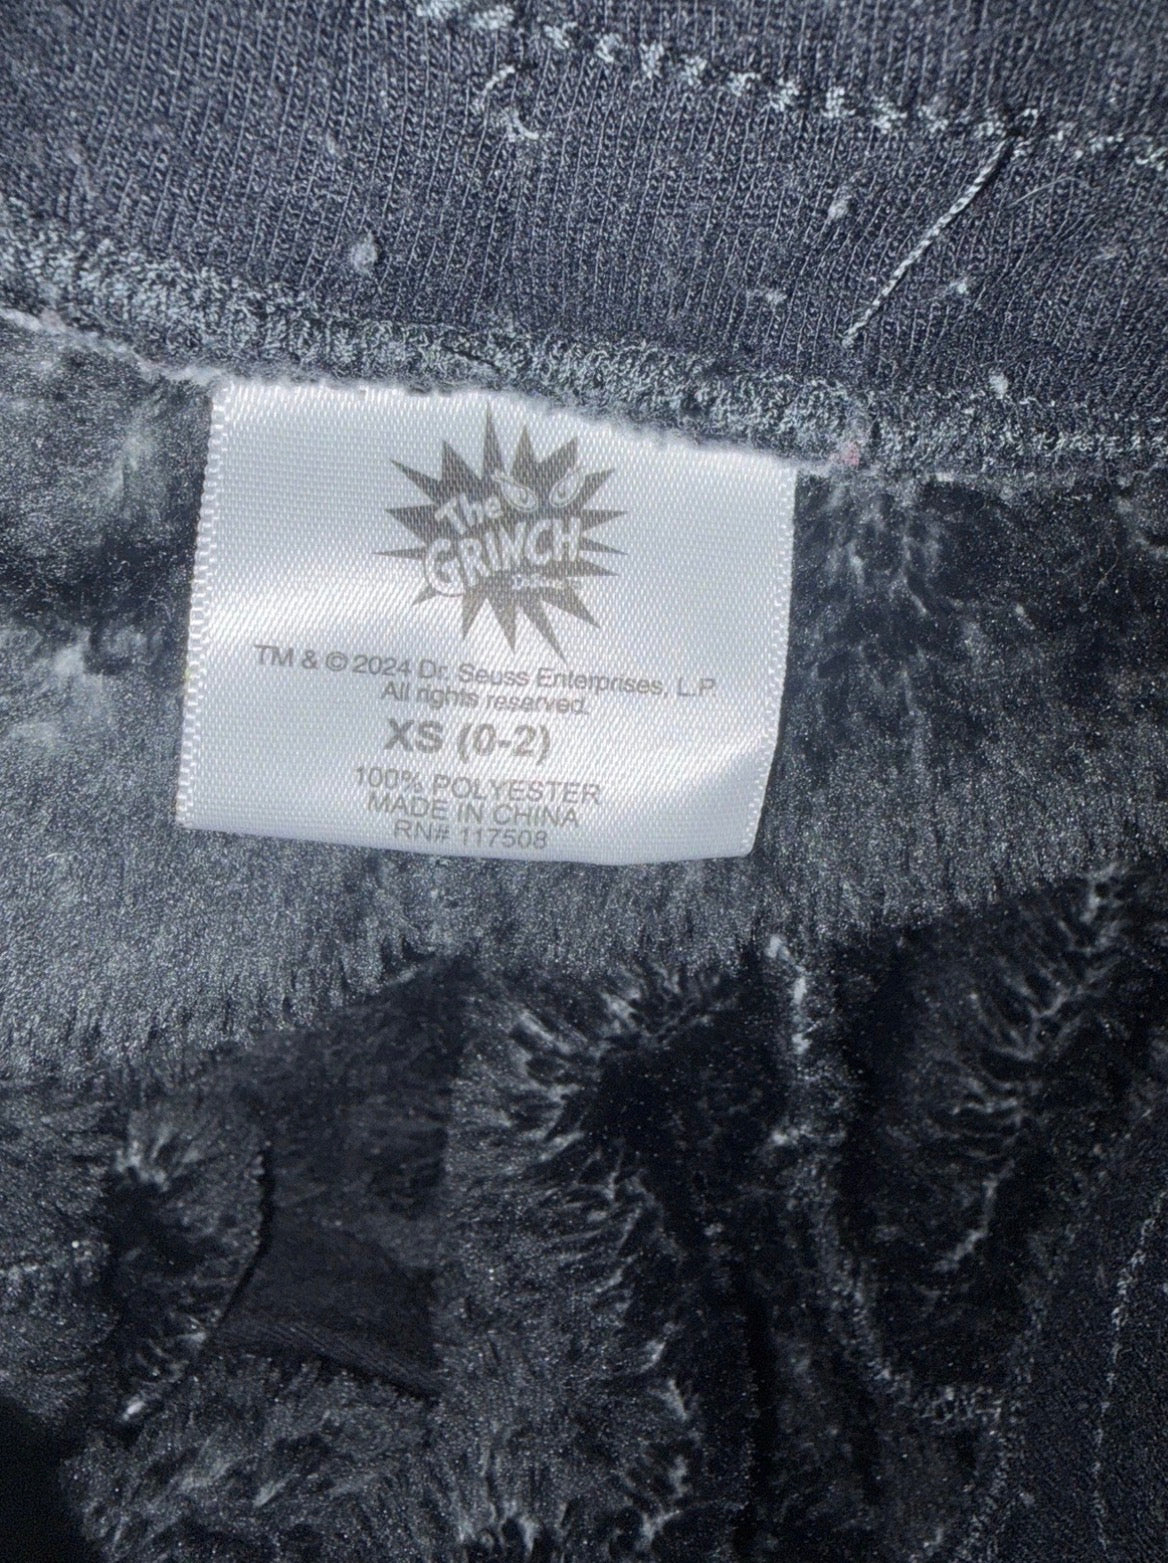 The
GRINCH
TM & © 2024 Dr. Seuss Enterprises, L.P.
All rights reserved.
XS (0-2)
100% POLYESTER
MADE IN CHINA
RN# 117508